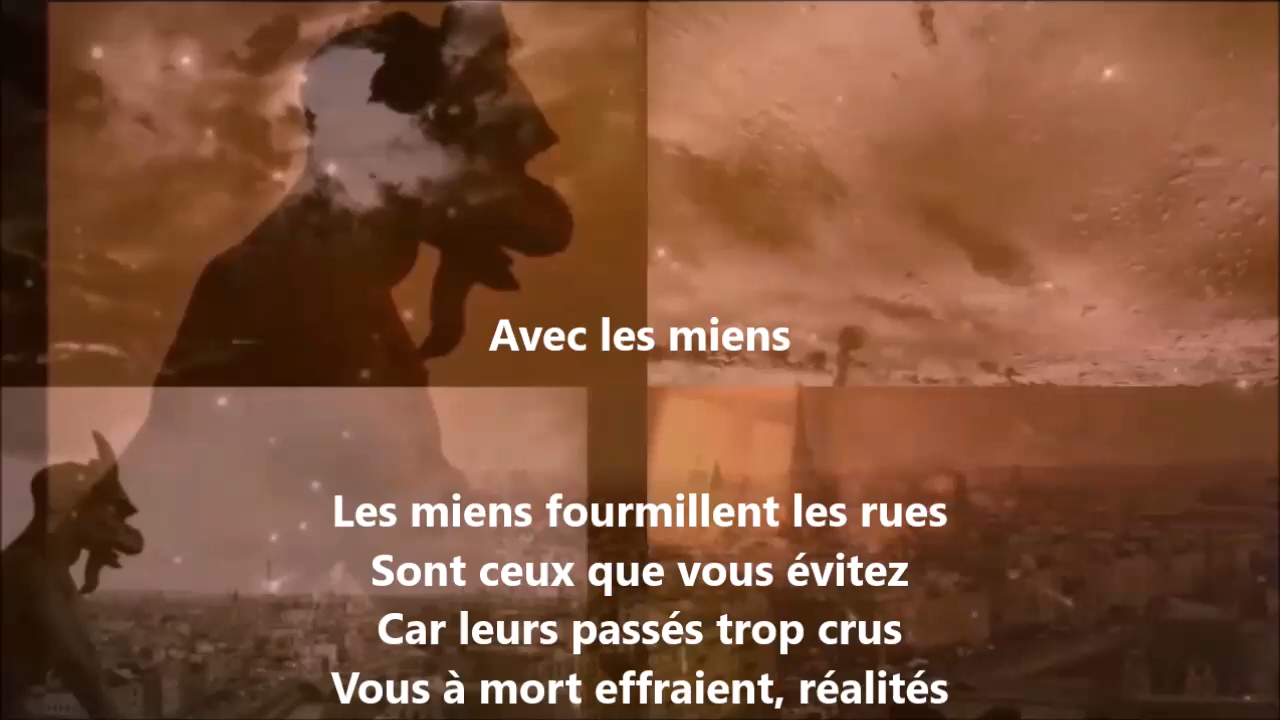 Avec les miens
Les miens fourmillent les rues
Sont ceux que vous évitez
Car leurs passés trop crus
Vous à mort effraient, réalités